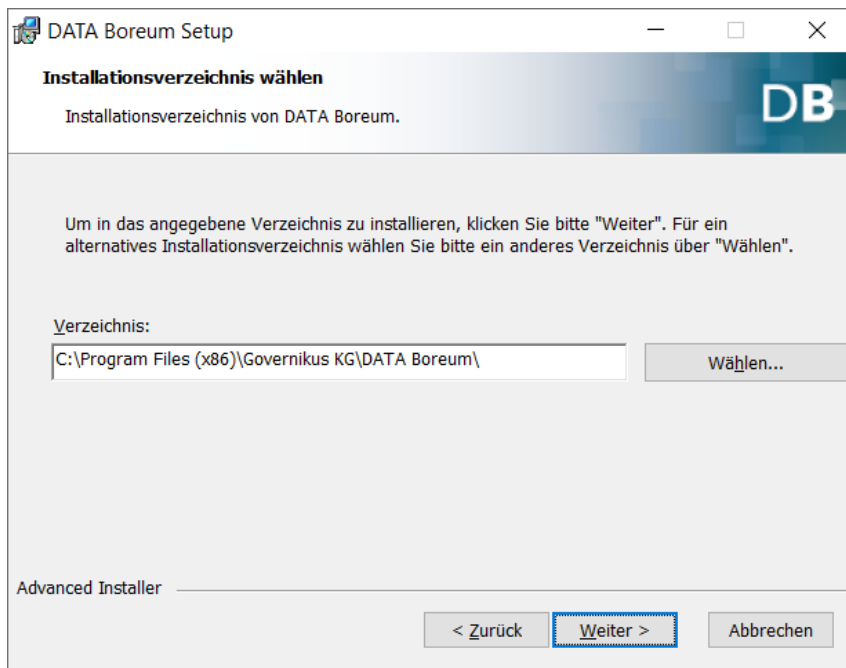 DATA Boreum Setup
Installationsverzeichnis wählen
Installationsverzeichnis von DATA Boreum.
DB
Um in das angegebene Verzeichnis zu installieren, klicken Sie bitte "Weiter". Für ein
alternatives Installationsverzeichnis wählen Sie bitte ein anderes Verzeichnis über "Wählen".
Verzeichnis:
C:\Program Files (x86)\Governikus KG\DATA Boreum\
Wählen...
Advanced Installer
< Zurück
Weiter >
Abbrechen